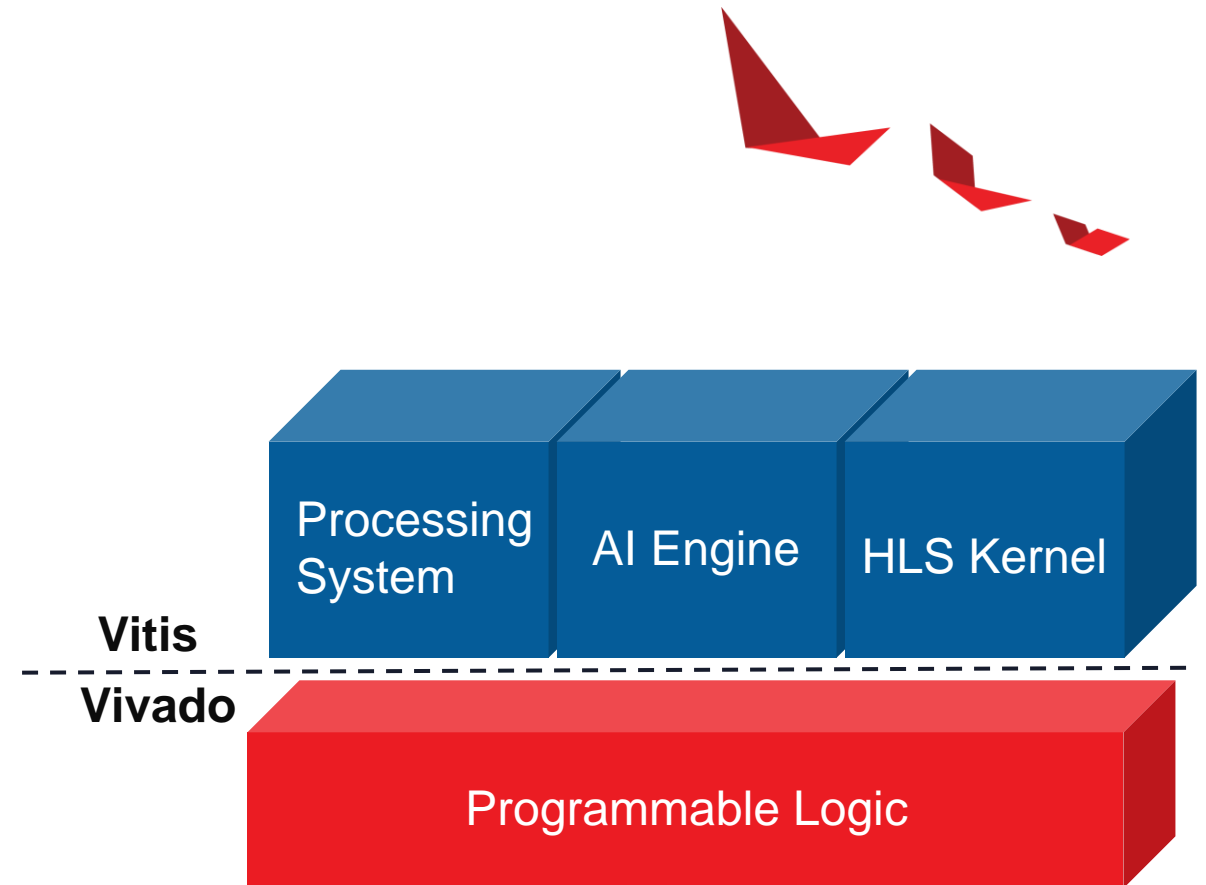 Processing
System
AI Engine
HLS Kernel
Vitis
Vivado
Programmable Logic